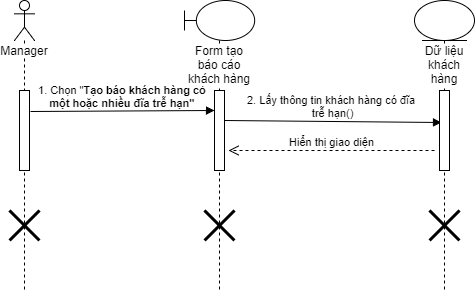 Manager
Form tạo
báo cáo
khách hàng
Dữ liệu
khách
hàng
1. Chọn "Tạo báo khách hàng có
một hoặc nhiều đĩa trễ hạn"
2. Lấy thông tin khách hàng có đĩa
trễ hạn()
Hiển thị giao diện